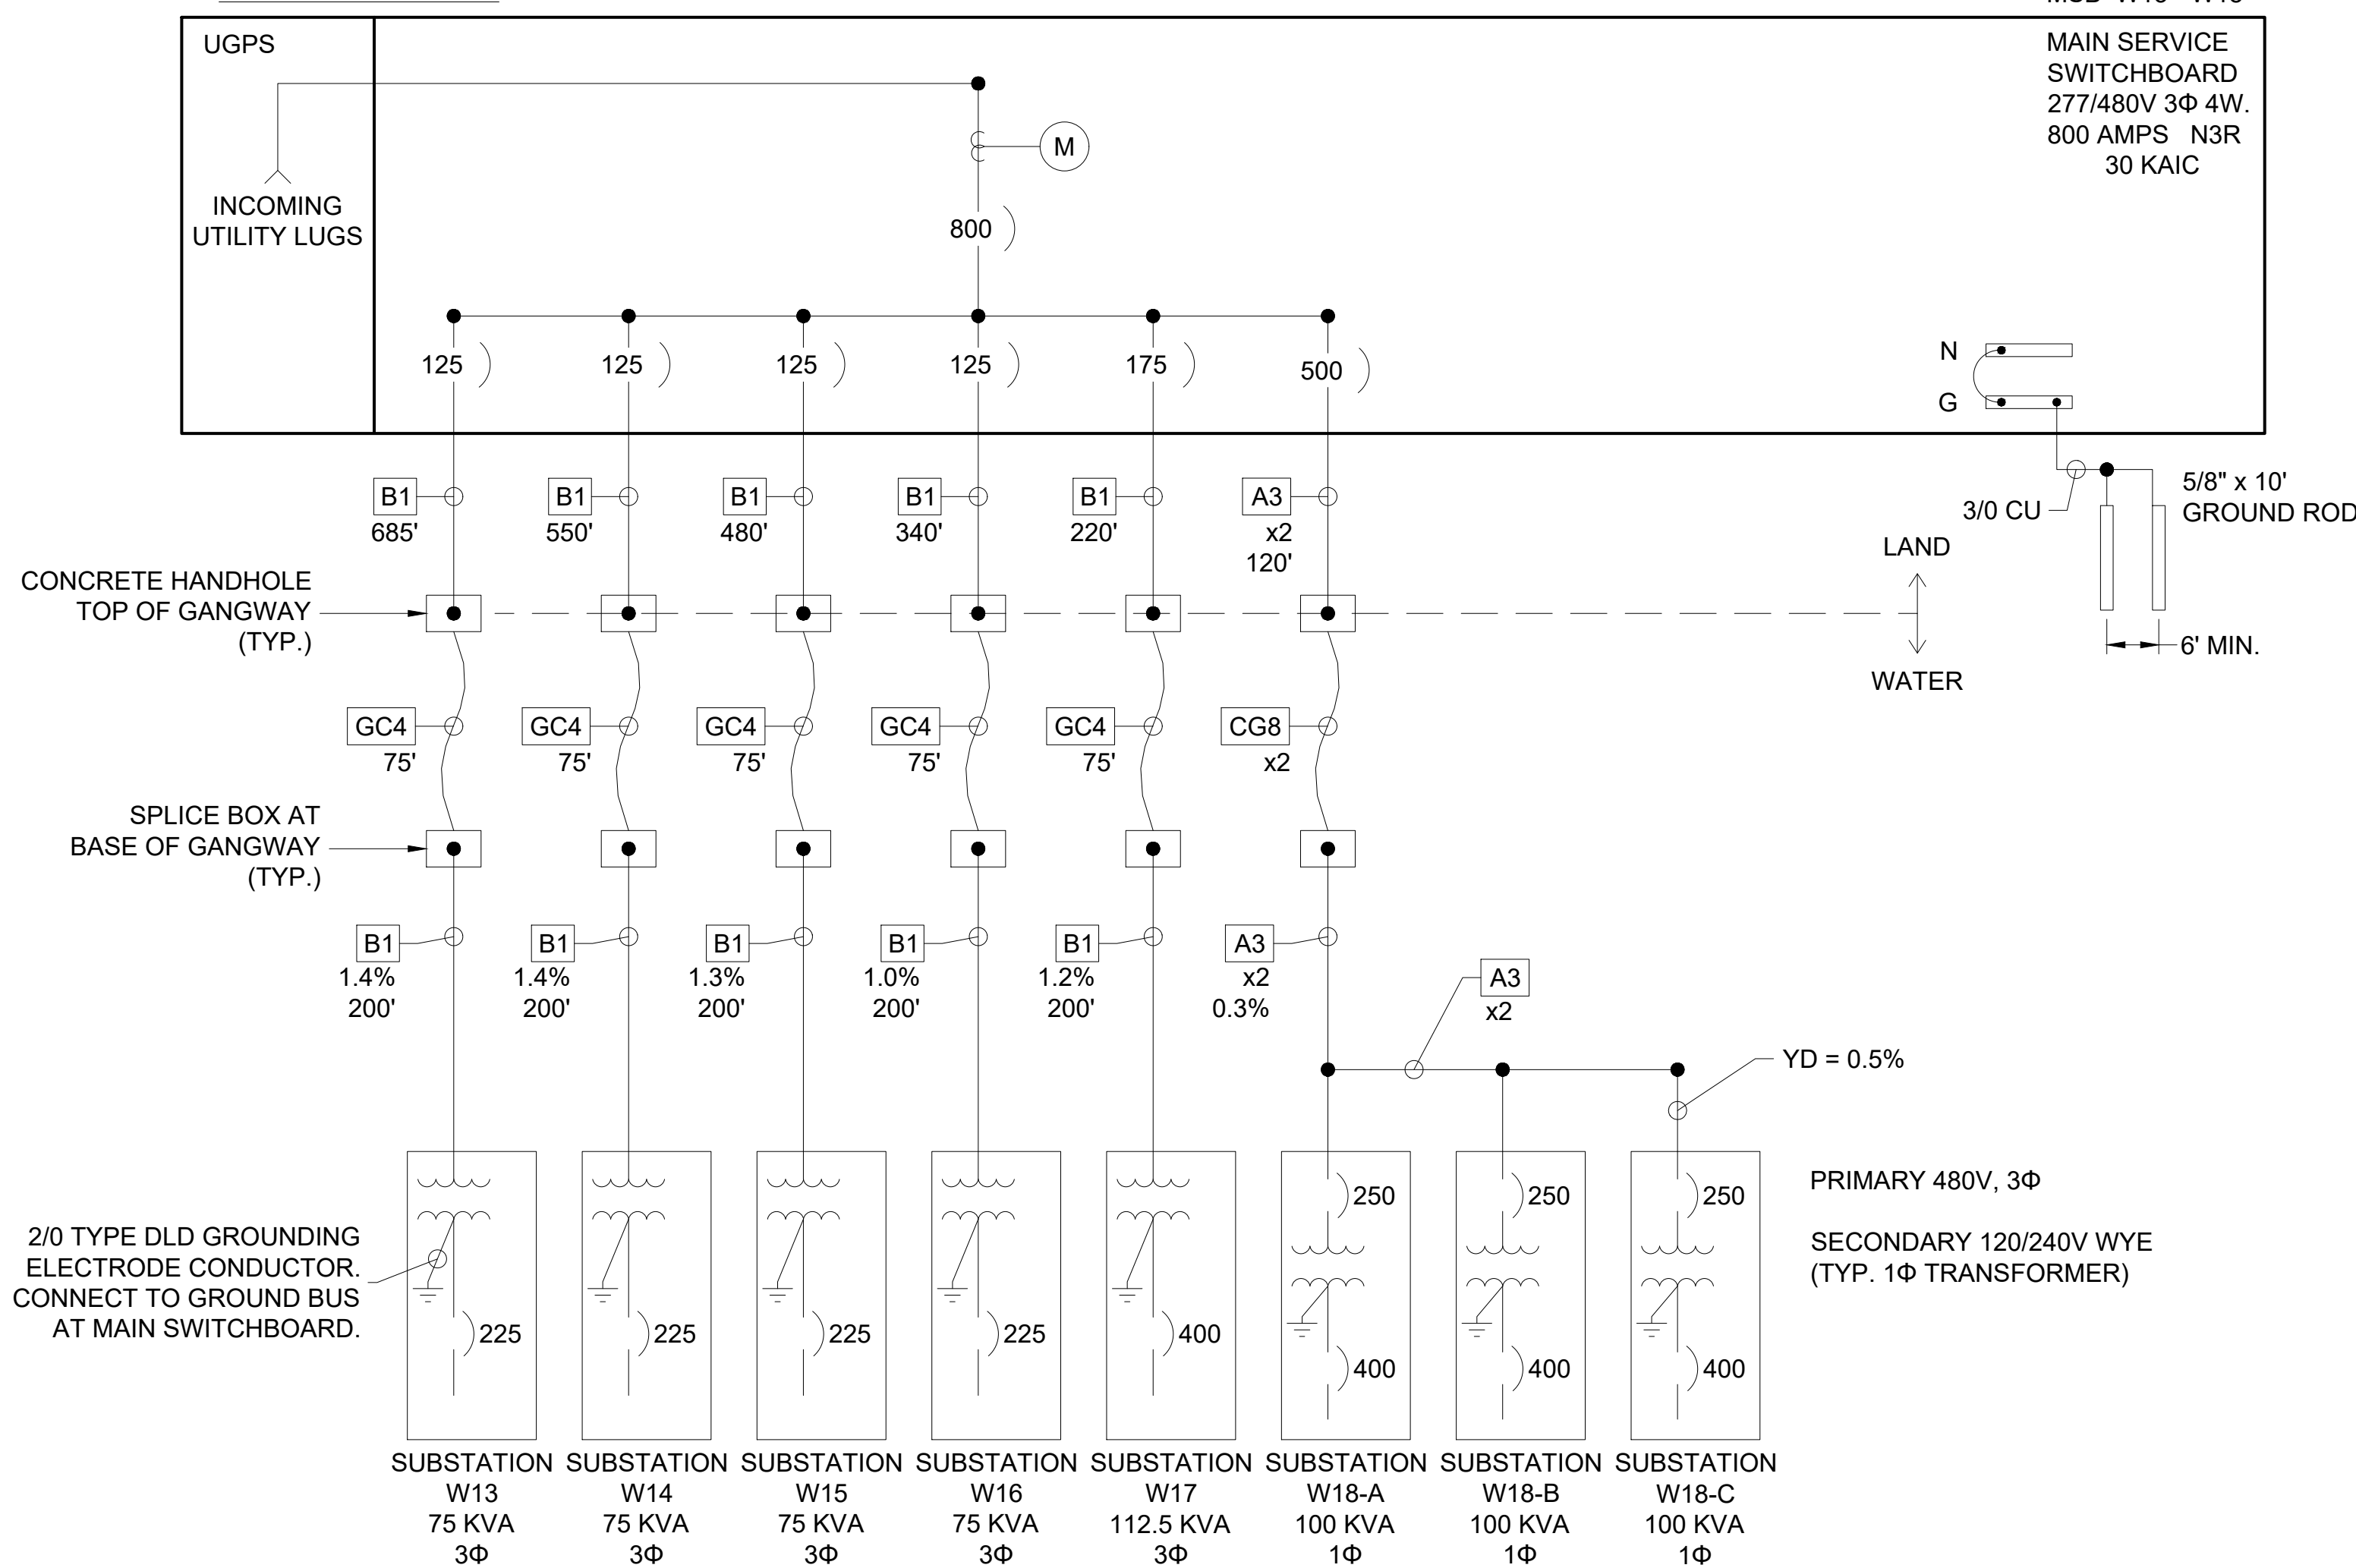 UGPS
MAIN SERVICE
SWITCHBOARD
277/480V 3Φ 4W.
800 AMPS N3R
30 KAIC
M
INCOMING
UTILITY LUGS
800
125
125
125
125
175
500
N
G
B1
685'
B1
550'
B1
480'
B1
340'
B1
220'
A3
x2
120'
3/0 CU
5/8" x 10'
GROUND ROD
LAND
WATER
6' MIN.
CONCRETE HANDHOLE
TOP OF GANGWAY
(TYP.)
GC4
75'
GC4
75'
GC4
75'
GC4
75'
GC4
75'
CG8
x2
SPLICE BOX AT
BASE OF GANGWAY
(TYP.)
B1
1.4%
200'
B1
1.4%
200'
B1
1.3%
200'
B1
1.0%
200'
B1
1.2%
200'
A3
x2
0.3%
A3
x2
YD = 0.5%
PRIMARY 480V, 3Φ
SECONDARY 120/240V WYE
(TYP. 1Φ TRANSFORMER)
2/0 TYPE DLD GROUNDING
ELECTRODE CONDUCTOR.
CONNECT TO GROUND BUS
AT MAIN SWITCHBOARD.
250
250
250
225
225
225
225
400
400
400
400
SUBSTATION
W13
75 KVA
3Φ
SUBSTATION
W14
75 KVA
3Φ
SUBSTATION
W15
75 KVA
3Φ
SUBSTATION
W16
75 KVA
3Φ
SUBSTATION
W17
112.5 KVA
3Φ
SUBSTATION
W18-A
100 KVA
1Φ
SUBSTATION
W18-B
100 KVA
1Φ
SUBSTATION
W18-C
100 KVA
1Φ